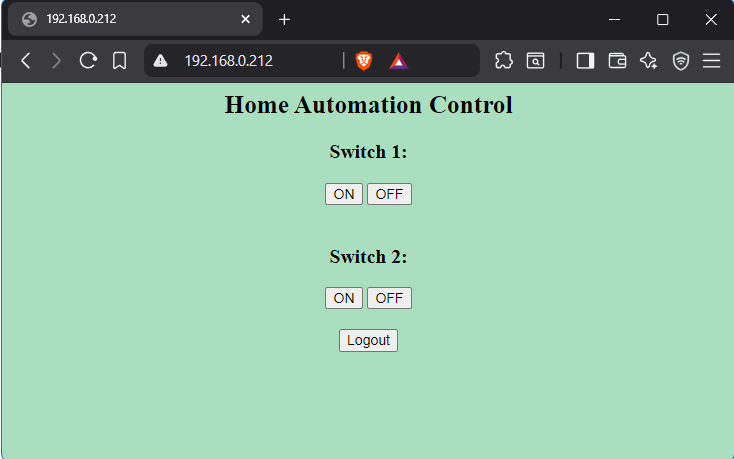 192.168.0.212
192.168.0.212
Home Automation Control
Switch 1:
ON OFF
Switch 2:
ON OFF
Logout